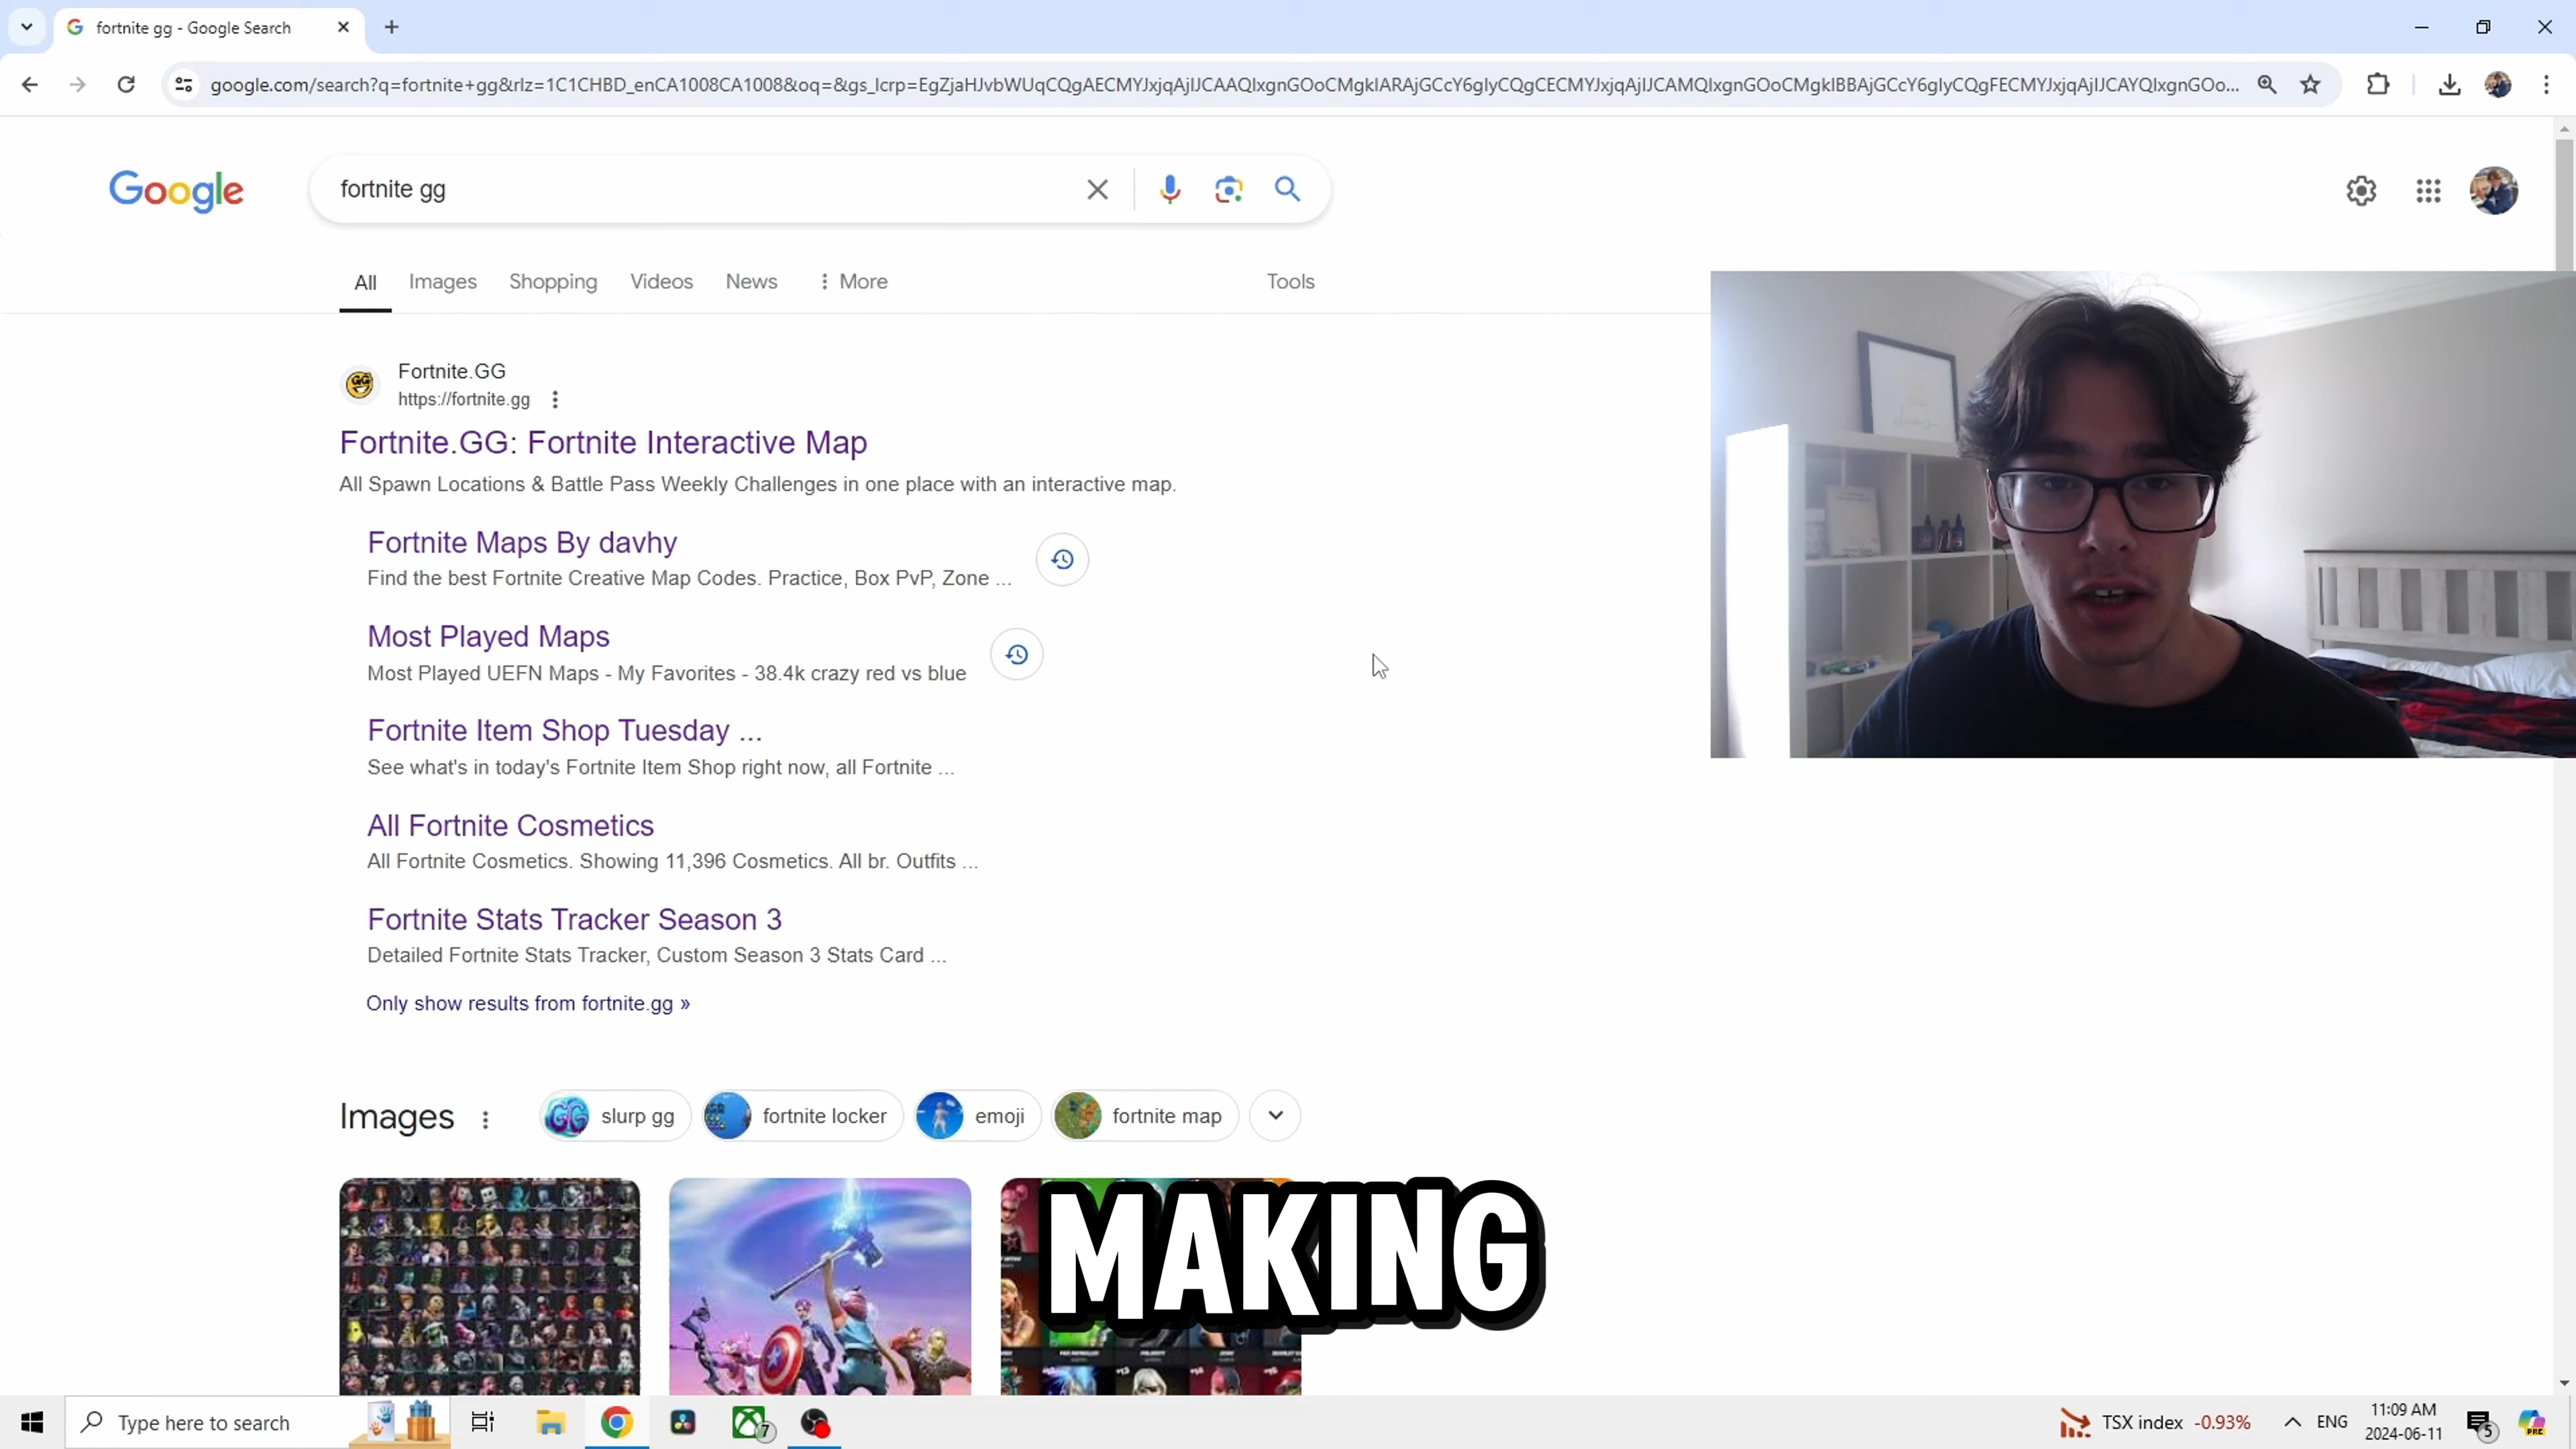 fortnite gg - Google Search
google.com/search?q=fortnite+gg&rlz=1C1CHBD_enCA1008CA1008&oq=&gs_lcrp=EgZjaHJvbWUqCQgAECMYJxjqAjIJCAAQIxgnGOoCMgkIARAjGCcY6gIyCQgCECMYJxjqAjIJCAMQIxgnGOoCMgkIBBAjGCcY6gIyCQgFECMYJxjqAjIJCAYQIxgnGOo...
Google
fortnite gg
All Images Shopping Videos News More Tools
Fortnite.GG
https://fortnite.gg
Fortnite.GG: Fortnite Interactive Map
All Spawn Locations & Battle Pass Weekly Challenges in one place with an interactive map.
Fortnite Maps By davhy
Find the best Fortnite Creative Map Codes. Practice, Box PvP, Zone ...
Most Played Maps
Most Played UEFN Maps - My Favorites - 38.4k crazy red vs blue
Fortnite Item Shop Tuesday ...
See what's in today's Fortnite Item Shop right now, all Fortnite ...
All Fortnite Cosmetics
All Fortnite Cosmetics. Showing 11,396 Cosmetics. All br. Outfits ...
Fortnite Stats Tracker Season 3
Detailed Fortnite Stats Tracker, Custom Season 3 Stats Card ...
Only show results from fortnite.gg »
Images
slurp gg
fortnite locker
emoji
fortnite map
MAKING
Type here to search
7
TSX index -0.93%
ENG
11:09 AM
2024-06-11
5
PRE